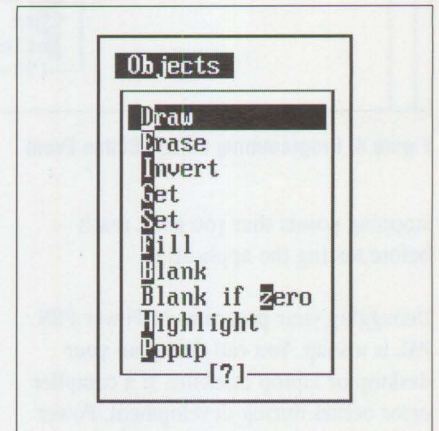 Objects
Draw
Erase
Invert
Get
Set
Fill
Blank
Blank if zero
Highlight
Popup
[?]